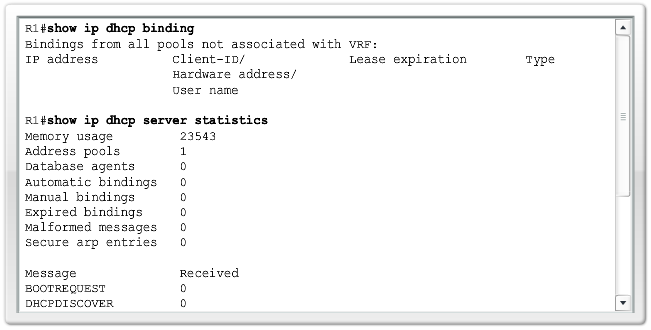 R1#show ip dhcp binding
Bindings from all pools not associated with VRF:
IP address          Client-ID/              Lease expiration        Type
                    Hardware address/
                    User name
R1#show ip dhcp server statistics
Memory usage         23543
Address pools        1
Database agents      0
Automatic bindings   0
Manual bindings      0
Expired bindings     0
Malformed messages   0
Secure arp entries   0
Message              Received
BOOTREQUEST          0
DHCPDISCOVER         0